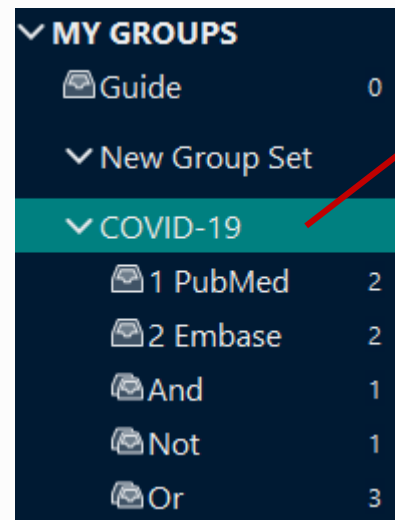 MY GROUPS
Guide 0
New Group Set
COVID-19
1 PubMed 2
2 Embase 2
And 1
Not 1
Or 3